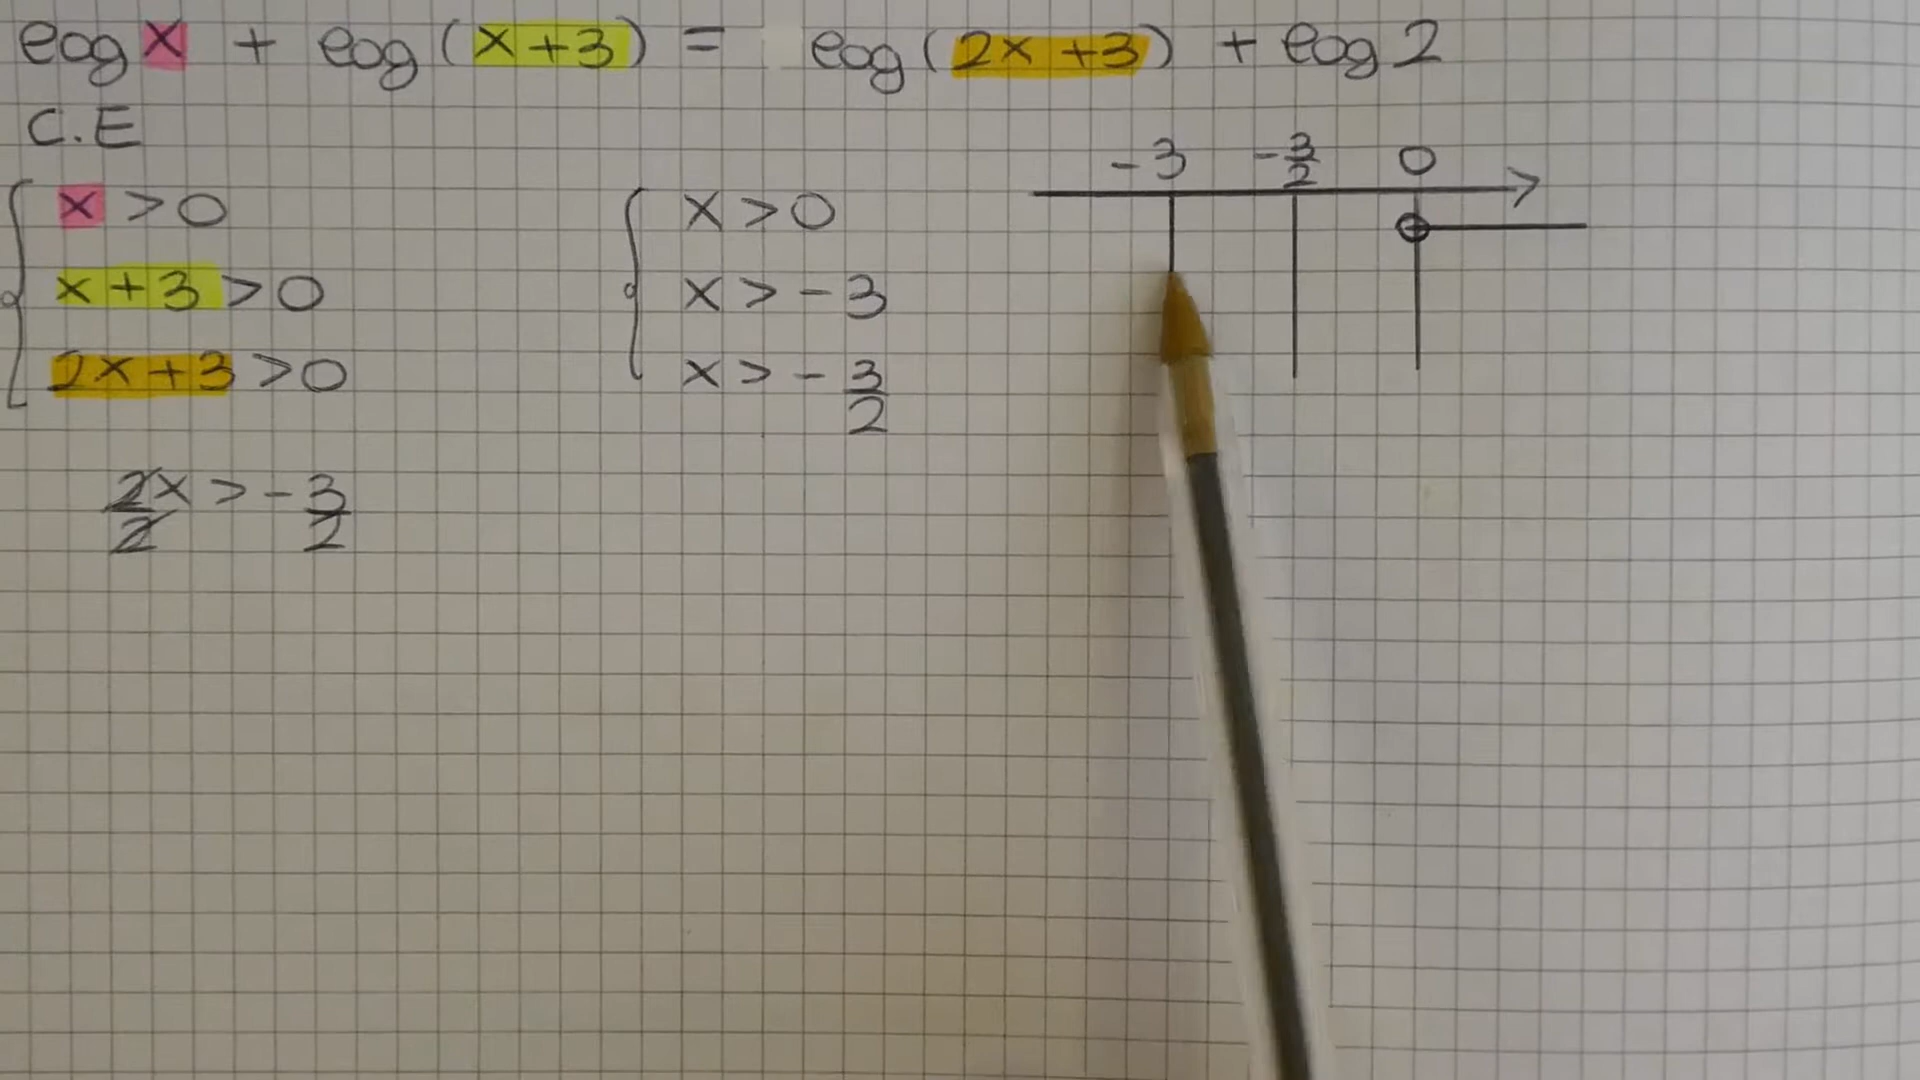 log x + log (x+3) = log (2x+3) + log 2
C.E
x > 0
x+3 > 0
2x+3 > 0
2x/2 > -3/2
x > 0
x > -3
x > -3/2
-3 -3/2 0